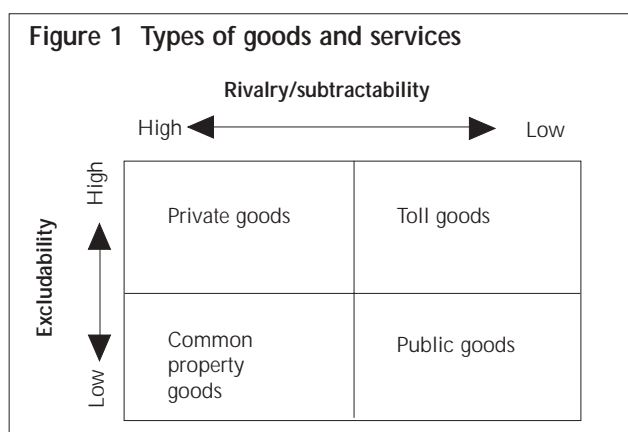 Figure 1 Types of goods and services
Rivalry/subtractability
High Low
Excludability
High
Low
Private goods Toll goods
Common
property
goods
Public goods